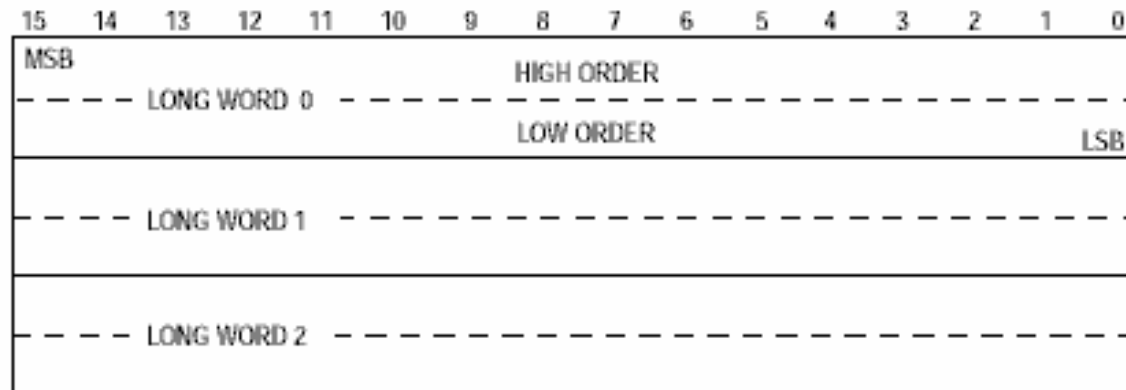 15 14 13 12 11 10 9 8 7 6 5 4 3 2 1 0
MSB
HIGH ORDER
LONG WORD 0
LOW ORDER
LSB
LONG WORD 1
LONG WORD 2